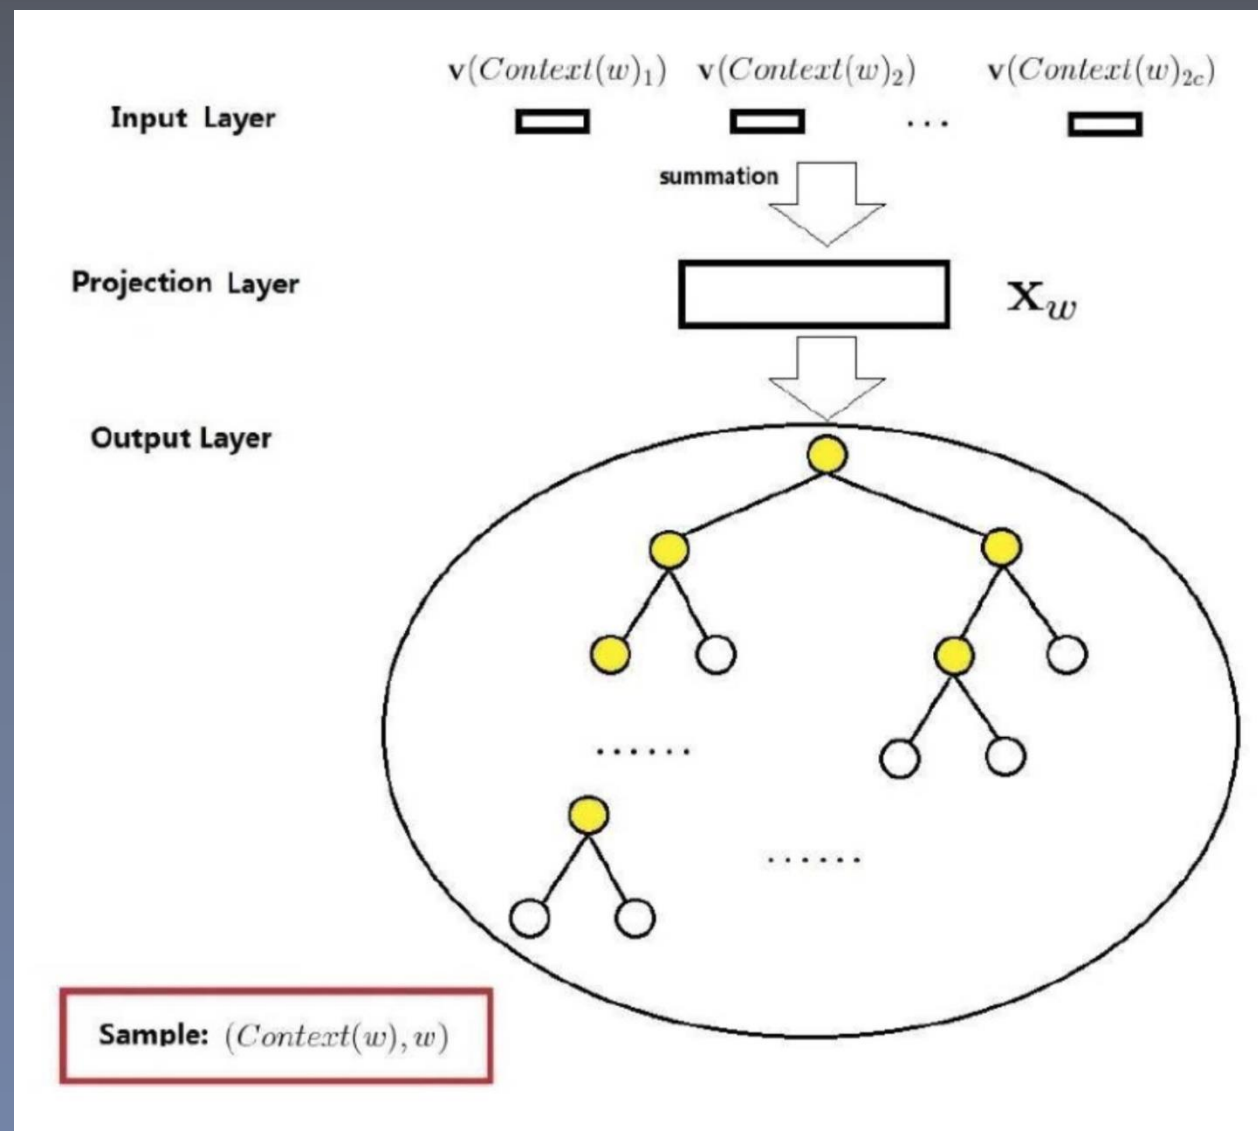 v(Context(w)₁) v(Context(w)₂) v(Context(w)₂c)
Input Layer ...
summation
Projection Layer Xw
Output Layer
......
......
Sample: (Context(w), w)